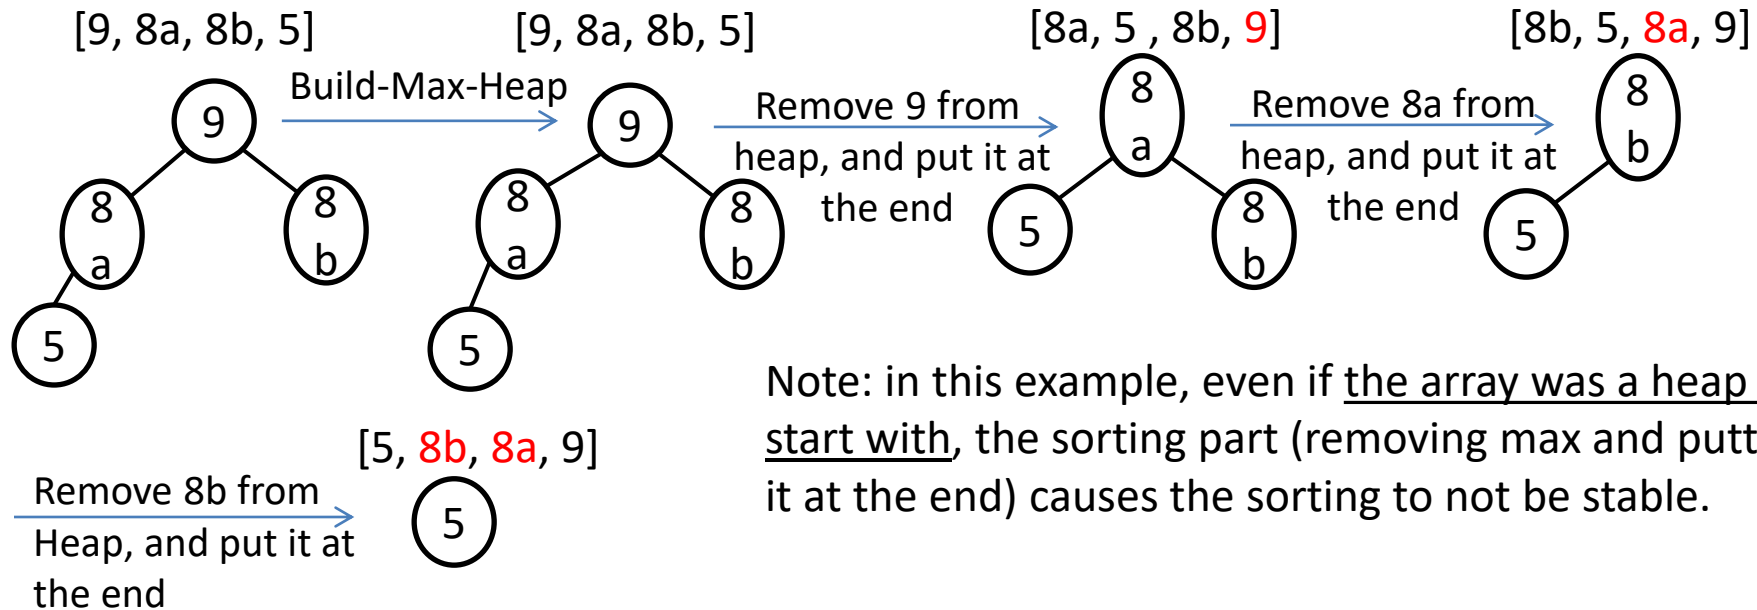 [9, 8a, 8b, 5]
Build-Max-Heap
[9, 8a, 8b, 5]
Remove 9 from
heap, and put it at
the end
[8a, 5 , 8b, 9]
Remove 8a from
heap, and put it at
the end
[8b, 5, 8a, 9]
9
8
a
8
b
5
9
8
a
8
b
5
8
a
5
8
b
8
b
5
Note: in this example, even if the array was a heap
start with, the sorting part (removing max and putt
it at the end) causes the sorting to not be stable.
Remove 8b from
Heap, and put it at
the end
[5, 8b, 8a, 9]
5